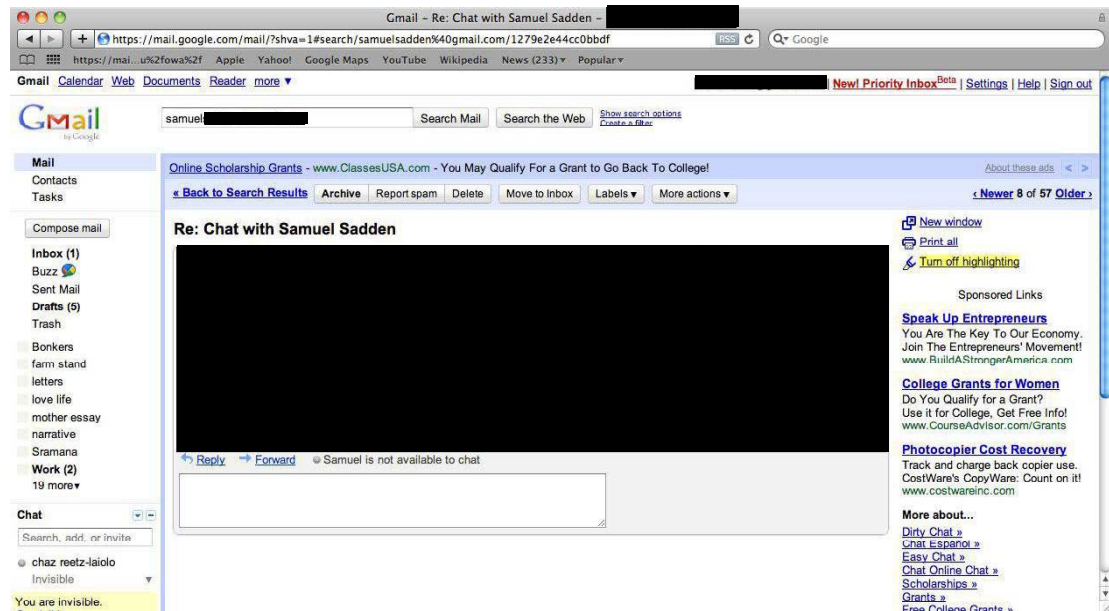 Gmail – Re: Chat with Samuel Sadden –
https://mail.google.com/mail/?shva=1#search/samuelsadden%40gmail.com/1279e2e44cc0bbdf RSS Google
https://mai...u%2fowa%2f Apple Yahoo! Google Maps YouTube Wikipedia News (233) Popular
Gmail Calendar Web Documents Reader more
New! Priority Inbox Beta | Settings | Help | Sign out
GMail by Google
samuel
Search Mail Search the Web Show search options
Create a filter
Mail
Contacts
Tasks
Compose mail
Inbox (1)
Buzz
Sent Mail
Drafts (5)
Trash
Bonkers
farm stand
letters
love life
mother essay
narrative
Sramana
Work (2)
19 more
Chat
Search, add, or invite
chaz reetz-laiolo
Invisible
You are invisible.
Online Scholarship Grants - www.ClassesUSA.com - You May Qualify For a Grant to Go Back To College! About these ads < >
« Back to Search Results Archive Report spam Delete Move to Inbox Labels More actions ‹ Newer 8 of 57 Older ›
Re: Chat with Samuel Sadden
Reply Forward Samuel is not available to chat
New window
Print all
Turn off highlighting
Sponsored Links
Speak Up Entrepreneurs
You Are The Key To Our Economy.
Join The Entrepreneurs' Movement!
www.BuildAStrongerAmerica.com
College Grants for Women
Do You Qualify for a Grant?
Use it for College, Get Free Info!
www.CourseAdvisor.com/Grants
Photocopier Cost Recovery
Track and charge back copier use.
CostWare's CopyWare: Count on it!
www.costwareinc.com
More about...
Dirty Chat »
Chat Espanol »
Easy Chat »
Chat Online Chat »
Scholarships »
Grants »
Free College Grants »